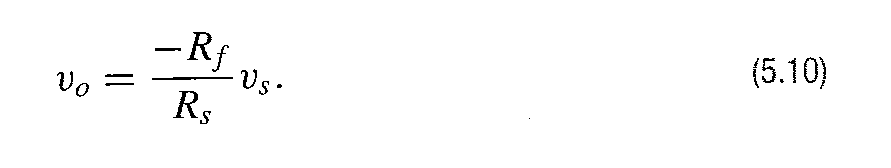 v_o = \frac{-R_f}{R_s} v_s. (5.10)